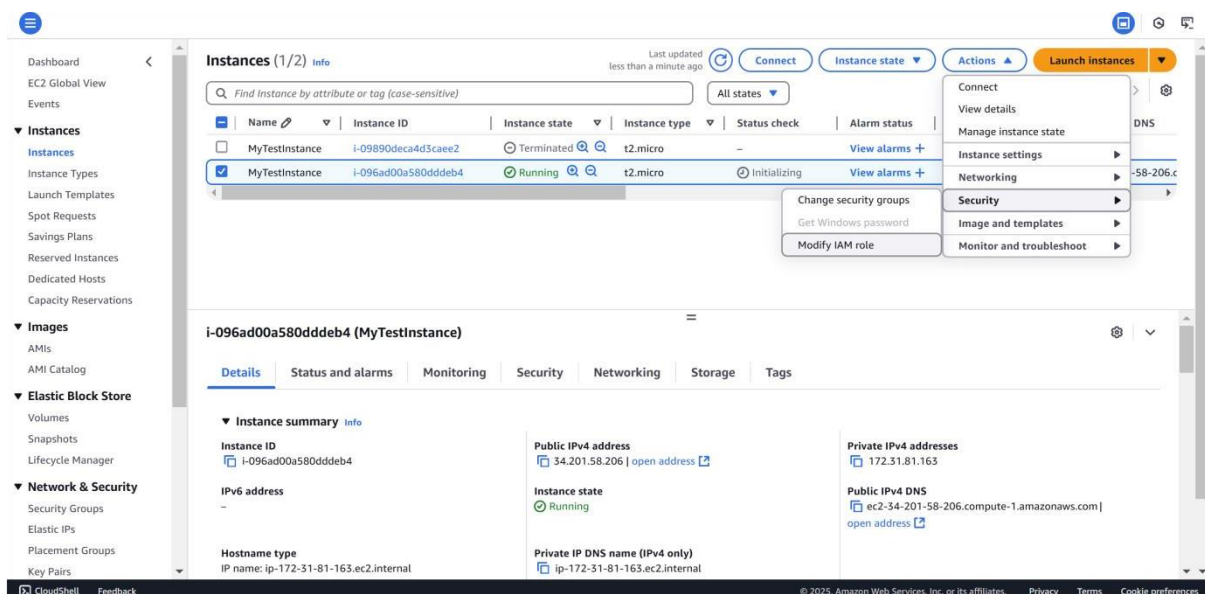 Dashboard
EC2 Global View
Events
Instances
Instances
Instance Types
Launch Templates
Spot Requests
Savings Plans
Reserved Instances
Dedicated Hosts
Capacity Reservations
Images
AMIs
AMI Catalog
Elastic Block Store
Volumes
Snapshots
Lifecycle Manager
Network & Security
Security Groups
Elastic IPs
Placement Groups
Key Pairs
Instances (1/2) Info
Last updated
less than a minute ago
Connect
Instance state
Actions
Launch instances
Find Instance by attribute or tag (case-sensitive)
All states
Name Instance ID Instance state Instance type Status check Alarm status DNS
MyTestInstance i-09890deca4d3caee2 Terminated t2.micro – View alarms +
MyTestInstance i-096ad00a580dddeb4 Running t2.micro Initializing View alarms + -58-206.c
Connect
View details
Manage instance state
Instance settings
Networking
Security
Image and templates
Monitor and troubleshoot
Change security groups
Get Windows password
Modify IAM role
i-096ad00a580dddeb4 (MyTestInstance)
Details Status and alarms Monitoring Security Networking Storage Tags
Instance summary Info
Instance ID
i-096ad00a580dddeb4
Public IPv4 address
34.201.58.206 | open address
Private IPv4 addresses
172.31.81.163
IPv6 address
–
Instance state
Running
Public IPv4 DNS
ec2-34-201-58-206.compute-1.amazonaws.com |
open address
Hostname type
IP name: ip-172-31-81-163.ec2.internal
Private IP DNS name (IPv4 only)
ip-172-31-81-163.ec2.internal
CloudShell Feedback © 2025, Amazon Web Services, Inc. or its affiliates. Privacy Terms Cookie preferences